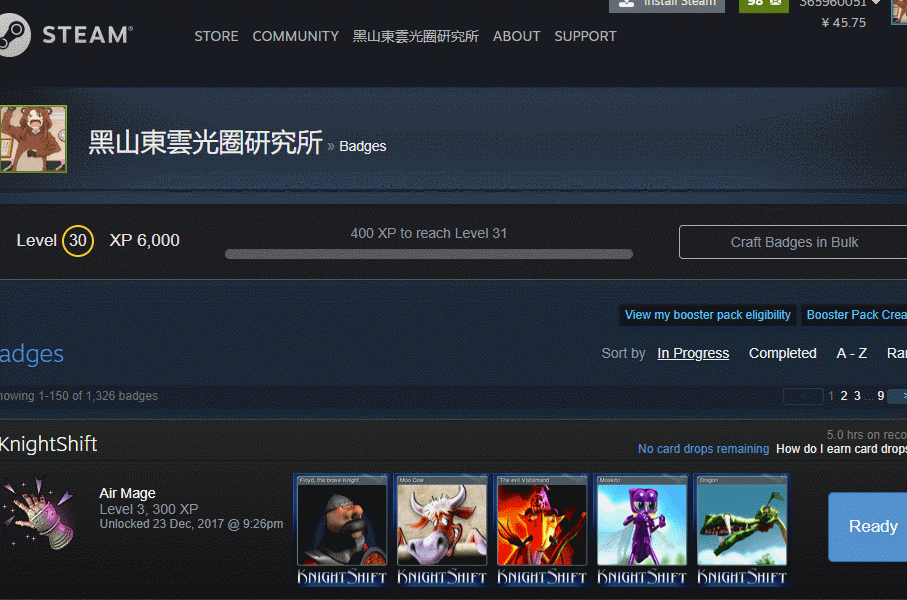 Install Steam
98
365960051
¥ 45.75
STEAM®
STORE COMMUNITY 黑山東雲光圈研究所 ABOUT SUPPORT
黑山東雲光圈研究所 » Badges
Level 30 XP 6,000
400 XP to reach Level 31
Craft Badges in Bulk
View my booster pack eligibility
Booster Pack Crea
adges
Sort by In Progress Completed A - Z Ra
howing 1-150 of 1,326 badges
< 1 2 3 ... 9 >
KnightShift
5.0 hrs on reco
No card drops remaining How do I earn card drops
Air Mage
Level 3, 300 XP
Unlocked 23 Dec, 2017 @ 9:26pm
Floyd, the brave Knight
Moo Cow
The evil Valtamand
Moskito
Dragon
KNIGHTSHIFT
KNIGHTSHIFT
KNIGHTSHIFT
KNIGHTSHIFT
KNIGHTSHIFT
Ready